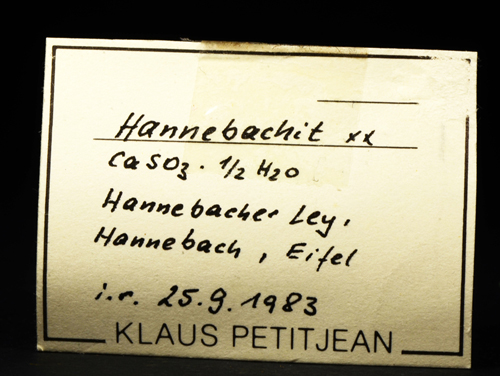 Hannebachit xx
CaSO3 · 1/2 H2O
Hannebacher Ley,
Hannebach, Eifel
i.r. 25.9.1983
KLAUS PETITJEAN